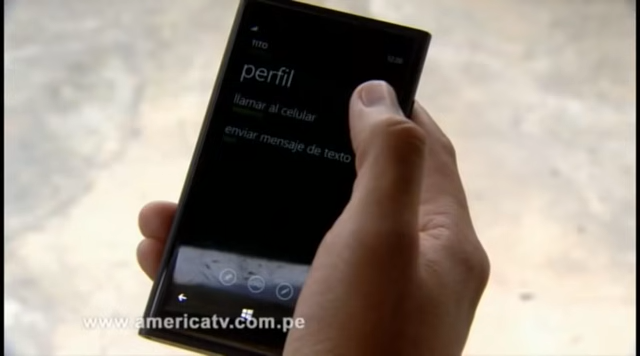 TITO
perfil
llamar al celular
enviar mensaje de texto
www.americatv.com.pe